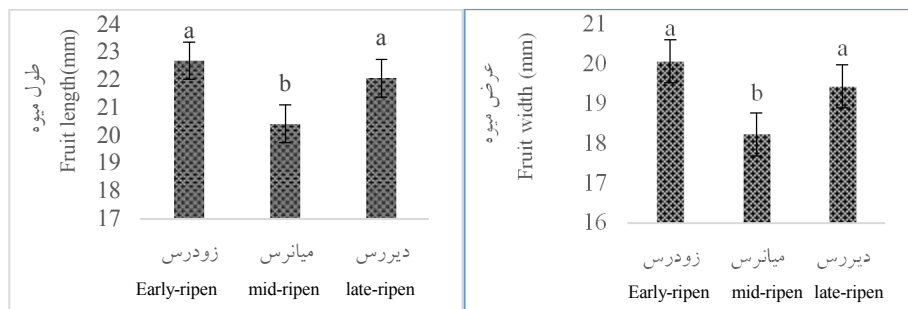 طول میوه
Fruit length(mm)
24
23
22
21
20
19
18
17
a
b
a
زودرس
میانرس
دیررس
Early-ripen
mid-ripen
late-ripen
عرض میوه
Fruit width (mm)
21
20
19
18
17
16
a
b
a
زودرس
میانرس
دیررس
Early-ripen
mid-ripen
late-ripen